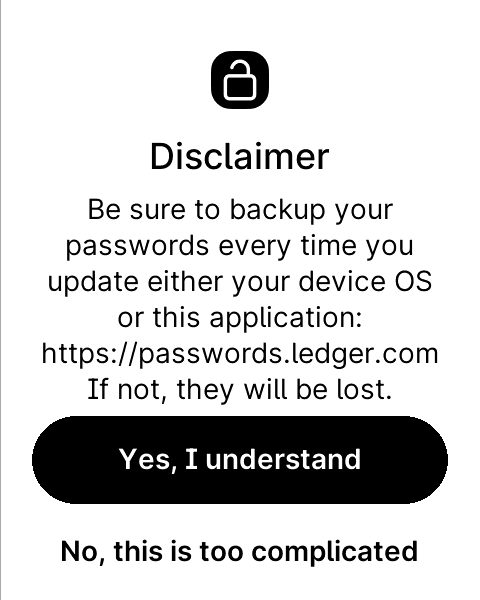 Disclaimer
Be sure to backup your
passwords every time you
update either your device OS
or this application:
https://passwords.ledger.com
If not, they will be lost.
Yes, I understand
No, this is too complicated